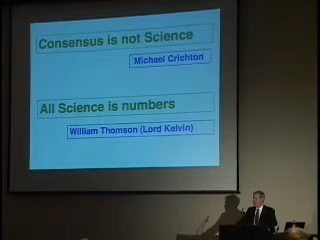 Consensus is not Science
Michael Crichton
All Science is numbers
William Thomson (Lord Kelvin)